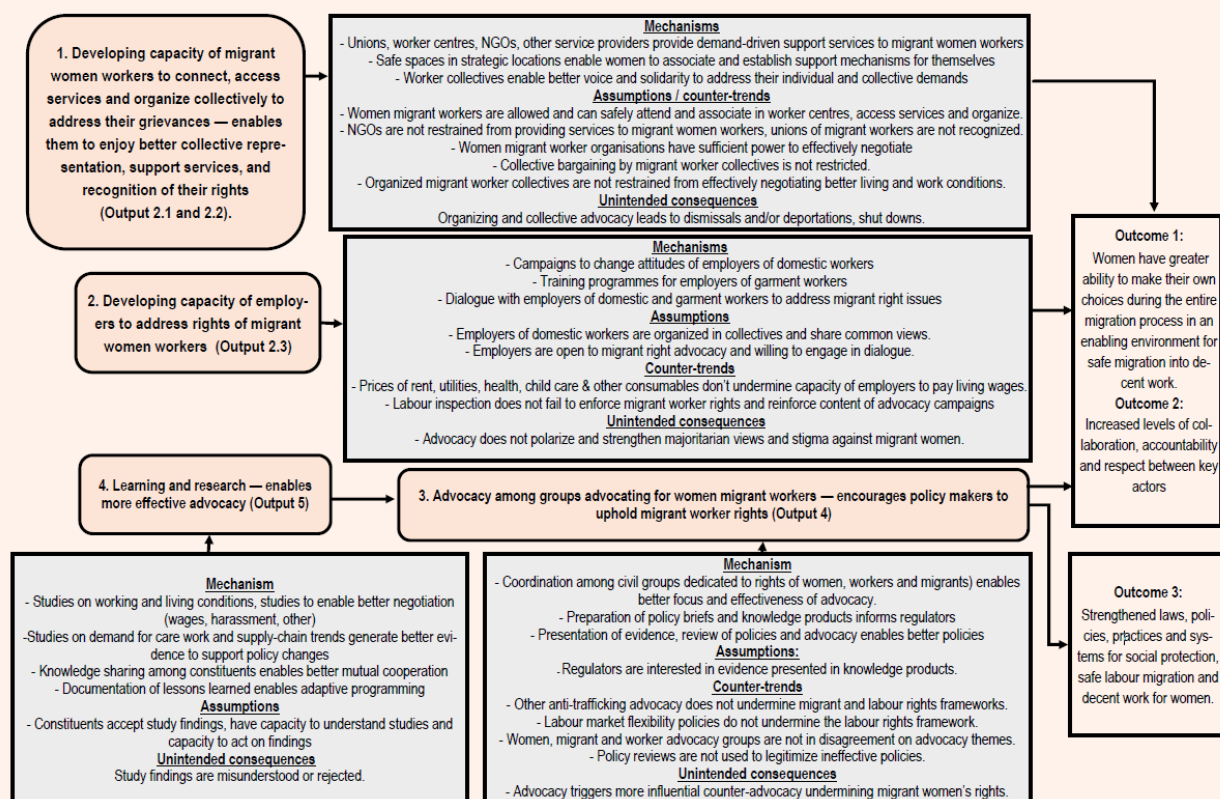 1. Developing capacity of migrant
women workers to connect, access
services and organize collectively to
address their grievances — enables
them to enjoy better collective repre-
sentation, support services, and
recognition of their rights
(Output 2.1 and 2.2).
Mechanisms
- Unions, worker centres, NGOs, other service providers provide demand-driven support services to migrant women workers
- Safe spaces in strategic locations enable women to associate and establish support mechanisms for themselves
- Worker collectives enable better voice and solidarity to address their individual and collective demands
Assumptions / counter-trends
- Women migrant workers are allowed and can safely attend and associate in worker centres, access services and organize.
- NGOs are not restrained from providing services to migrant women workers, unions of migrant workers are not recognized.
- Women migrant worker organisations have sufficient power to effectively negotiate
- Collective bargaining by migrant worker collectives is not restricted.
- Organized migrant worker collectives are not restrained from effectively negotiating better living and work conditions.
Unintended consequences
Organizing and collective advocacy leads to dismissals and/or deportations, shut downs.
2. Developing capacity of employ-
ers to address rights of migrant
women workers (Output 2.3)
Mechanisms
- Campaigns to change attitudes of employers of domestic workers
- Training programmes for employers of garment workers
- Dialogue with employers of domestic and garment workers to address migrant right issues
Assumptions
- Employers of domestic workers are organized in collectives and share common views.
- Employers are open to migrant right advocacy and willing to engage in dialogue.
Counter-trends
- Prices of rent, utilities, health, child care & other consumables don't undermine capacity of employers to pay living wages.
- Labour inspection does not fail to enforce migrant worker rights and reinforce content of advocacy campaigns
Unintended consequences
- Advocacy does not polarize and strengthen majoritarian views and stigma against migrant women.
Outcome 1:
Women have greater
ability to make their own
choices during the entire
migration process in an
enabling environment for
safe migration into de-
cent work.
Outcome 2:
Increased levels of col-
laboration, accountability
and respect between key
actors
4. Learning and research — enables
more effective advocacy (Output 5)
3. Advocacy among groups advocating for women migrant workers — encourages policy makers to
uphold migrant worker rights (Output 4)
Mechanism
- Studies on working and living conditions, studies to enable better negotiation
(wages, harassment, other)
-Studies on demand for care work and supply-chain trends generate better evi-
dence to support policy changes
- Knowledge sharing among constituents enables better mutual cooperation
- Documentation of lessons learned enables adaptive programming
Assumptions
- Constituents accept study findings, have capacity to understand studies and
capacity to act on findings
Unintended consequences
Study findings are misunderstood or rejected.
Mechanism
- Coordination among civil groups dedicated to rights of women, workers and migrants) enables
better focus and effectiveness of advocacy.
- Preparation of policy briefs and knowledge products informs regulators
- Presentation of evidence, review of policies and advocacy enables better policies
Assumptions:
- Regulators are interested in evidence presented in knowledge products.
Counter-trends
- Other anti-trafficking advocacy does not undermine migrant and labour rights frameworks.
- Labour market flexibility policies do not undermine the labour rights framework.
- Women, migrant and worker advocacy groups are not in disagreement on advocacy themes.
- Policy reviews are not used to legitimize ineffective policies.
Unintended consequences
- Advocacy triggers more influential counter-advocacy undermining migrant women's rights.
Outcome 3:
Strengthened laws, poli-
cies, practices and sys-
tems for social protection,
safe labour migration and
decent work for women.